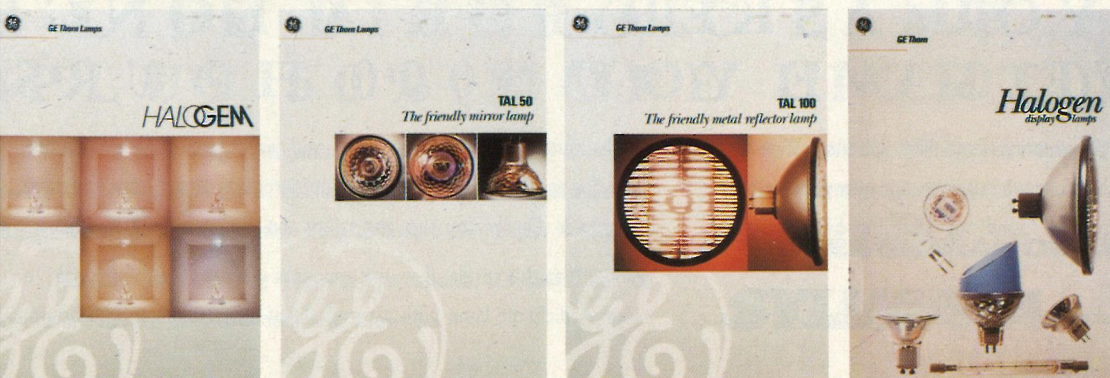 GE Thorn Lamps
HALOGEM
GE Thorn Lamps
TAL 50
The friendly mirror lamp
GE Thorn Lamps
TAL 100
The friendly metal reflector lamp
GE Thorn
Halogen
display lamps